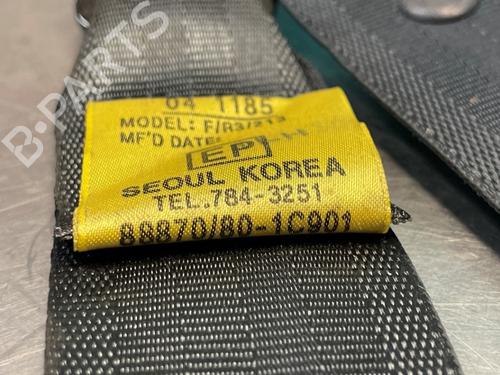 04 1185
MODEL: F/R3/213
MF'D DATE:
EP
SEOUL KOREA
TEL.:784-3251
88870/80-1C901
B-PARTS